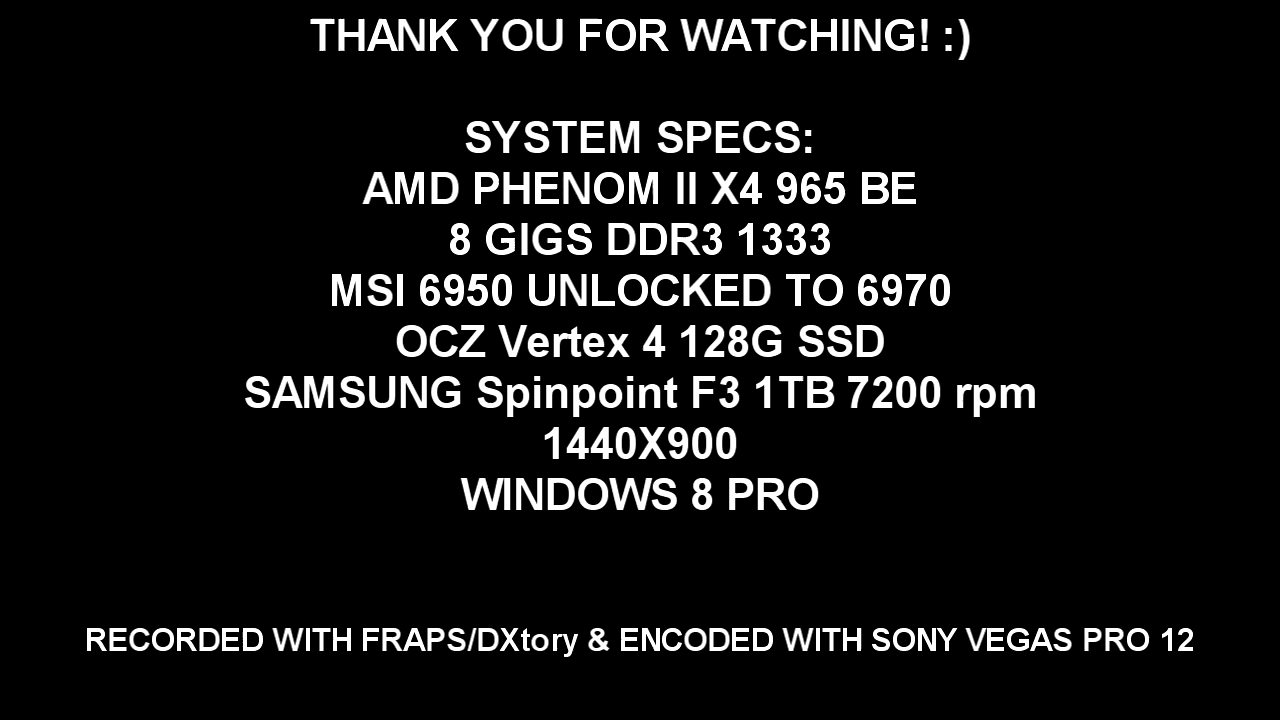 THANK YOU FOR WATCHING! :)
SYSTEM SPECS:
AMD PHENOM II X4 965 BE
8 GIGS DDR3 1333
MSI 6950 UNLOCKED TO 6970
OCZ Vertex 4 128G SSD
SAMSUNG Spinpoint F3 1TB 7200 rpm
1440X900
WINDOWS 8 PRO
RECORDED WITH FRAPS/DXtory & ENCODED WITH SONY VEGAS PRO 12